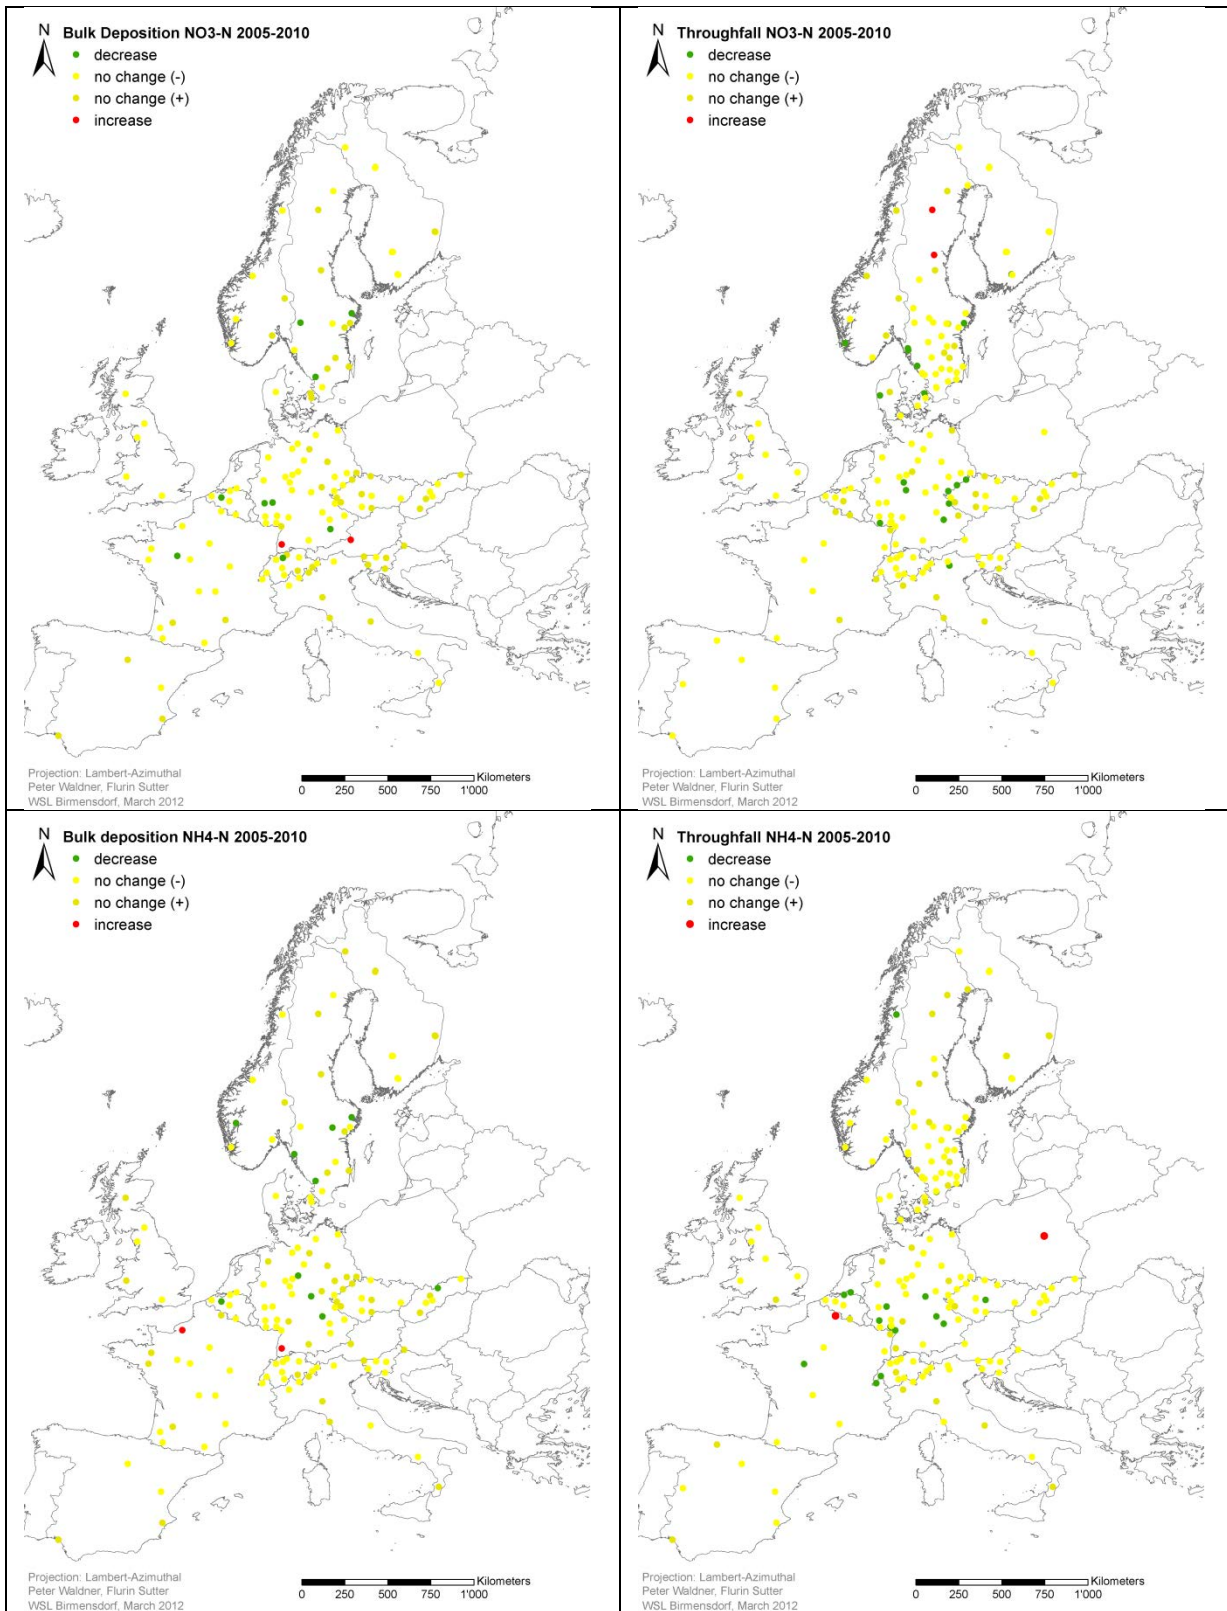 N
Bulk Deposition NO3-N 2005-2010
decrease
no change (-)
no change (+)
increase
Projection: Lambert-Azimuthal
Peter Waldner, Flurin Sutter
WSL Birmensdorf, March 2012
Kilometers
0 250 500 750 1'000
N
Throughfall NO3-N 2005-2010
decrease
no change (-)
no change (+)
increase
Projection: Lambert-Azimuthal
Peter Waldner, Flurin Sutter
WSL Birmensdorf, March 2012
Kilometers
0 250 500 750 1'000
N
Bulk deposition NH4-N 2005-2010
decrease
no change (-)
no change (+)
increase
Projection: Lambert-Azimuthal
Peter Waldner, Flurin Sutter
WSL Birmensdorf, March 2012
Kilometers
0 250 500 750 1'000
N
Throughfall NH4-N 2005-2010
decrease
no change (-)
no change (+)
increase
Projection: Lambert-Azimuthal
Peter Waldner, Flurin Sutter
WSL Birmensdorf, March 2012
Kilometers
0 250 500 750 1'000